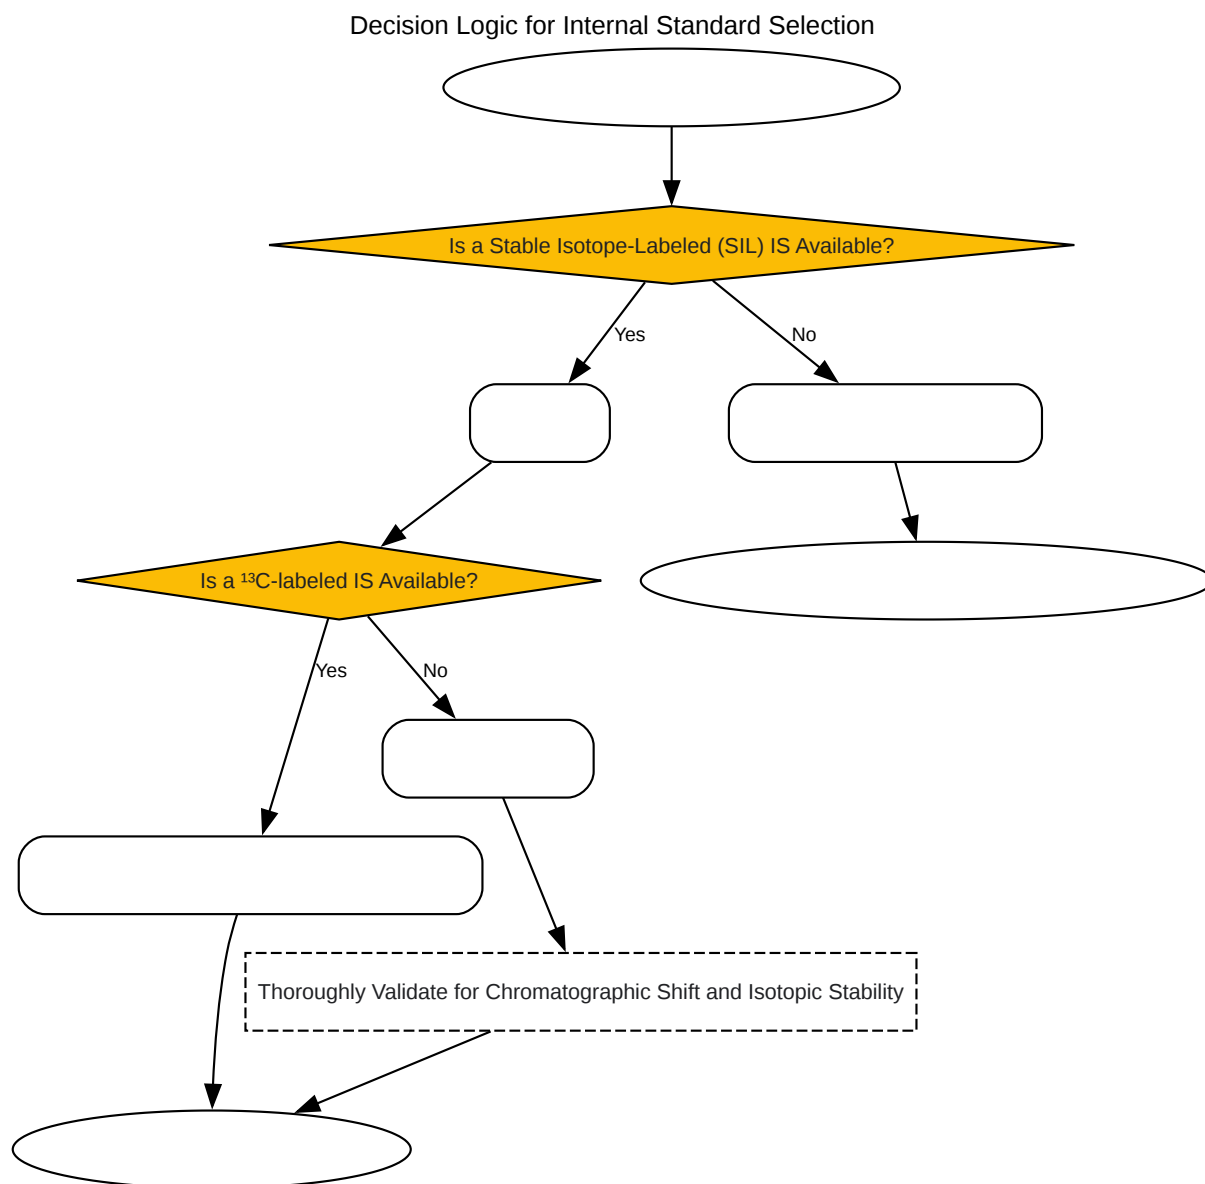 Decision Logic for Internal Standard Selection
Is a Stable Isotope-Labeled (SIL) IS Available?
Yes
No
Is a ¹³C-labeled IS Available?
Yes
No
Thoroughly Validate for Chromatographic Shift and Isotopic Stability